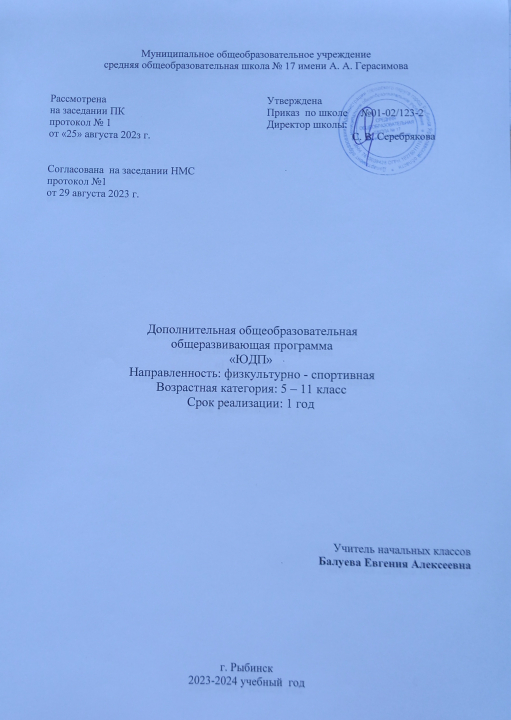 Муниципальное общеобразовательное учреждение
средняя общеобразовательная школа № 17 имени А. А. Герасимова
Рассмотрена
на заседании ПК
протокол № 1
от «25» августа 202з г.
Утверждена
Приказ по школе №01-02/123-2
Директор школы:
С. В. Серебрякова
Согласована на заседании НМС
протокол №1
от 29 августа 2023 г.
Дополнительная общеобразовательная
общеразвивающая программа
«ЮДП»
Направленность: физкультурно - спортивная
Возрастная категория: 5 – 11 класс
Срок реализации: 1 год
Учитель начальных классов
Балуева Евгения Алексеевна
г. Рыбинск
2023-2024 учебный год